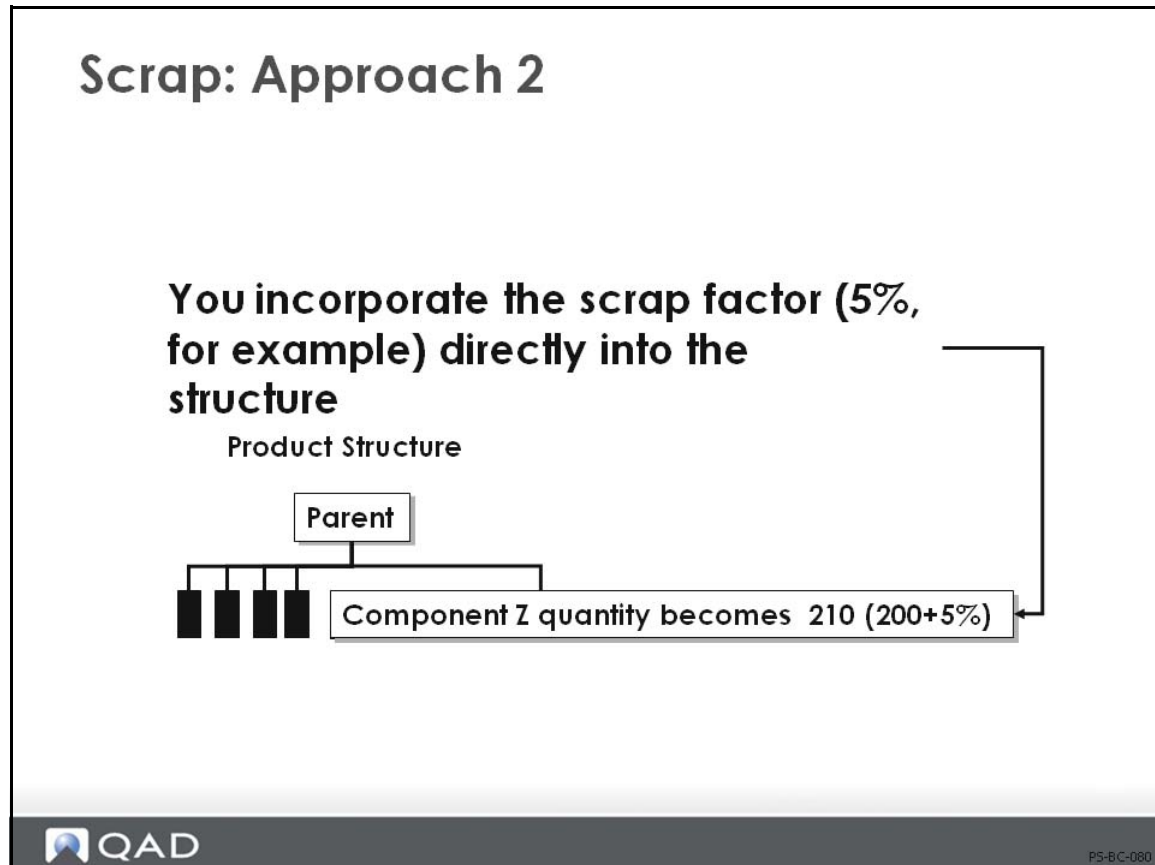 Scrap: Approach 2
You incorporate the scrap factor (5%,
for example) directly into the
structure
Product Structure
Parent
Component Z quantity becomes 210 (200+5%)
QAD
PS-BC-080